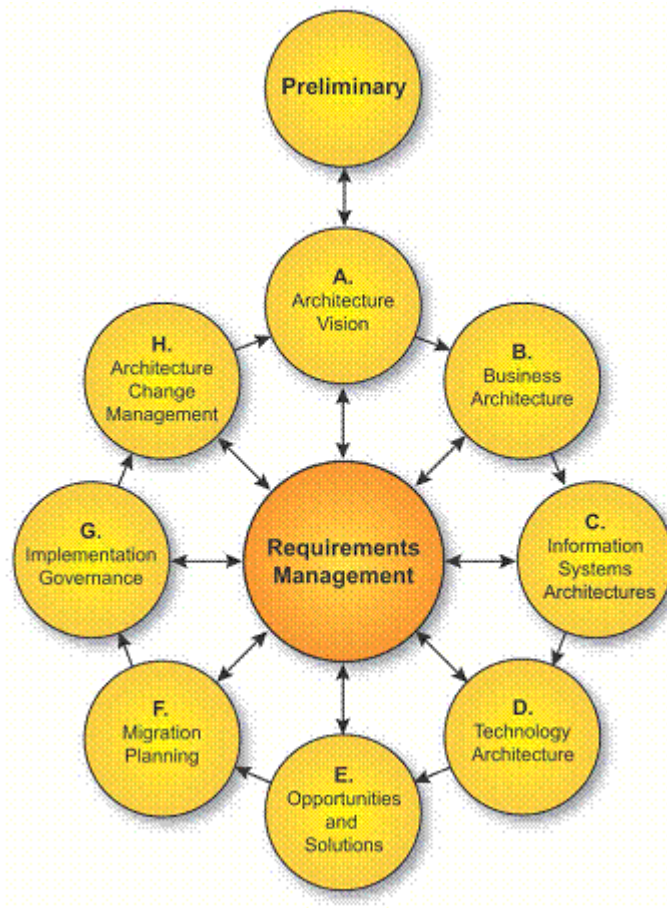 Preliminary
A.
Architecture
Vision
B.
Business
Architecture
C.
Information
Systems
Architectures
D.
Technology
Architecture
E.
Opportunities
and
Solutions
F.
Migration
Planning
G.
Implementation
Governance
H.
Architecture
Change
Management
Requirements
Management